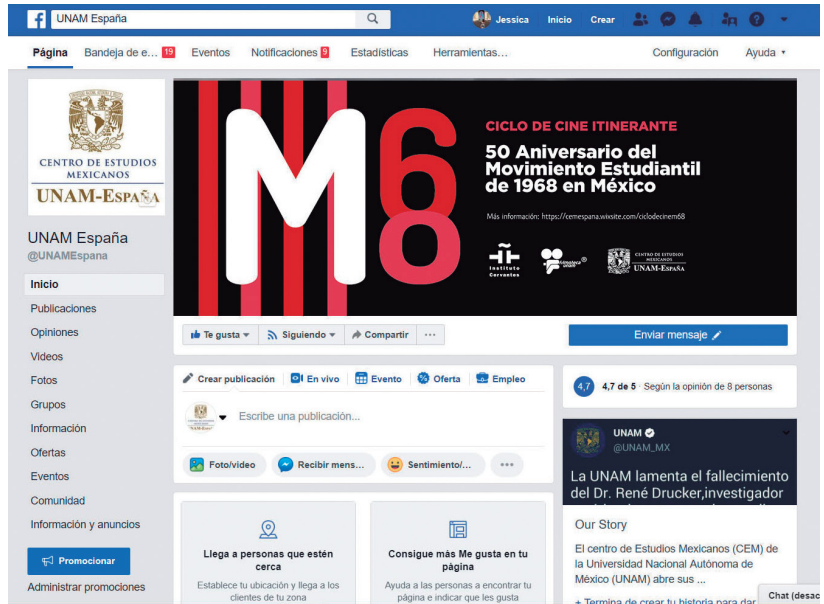 UNAM España
Jessica Inicio Crear
Página Bandeja de e... 19 Eventos Notificaciones 9 Estadísticas Herramientas... Configuración Ayuda
CENTRO DE ESTUDIOS
MEXICANOS
UNAM-ESPAÑA
UNAM España
@UNAMEspana
Inicio
Publicaciones
Opiniones
Videos
Fotos
Grupos
Información
Ofertas
Eventos
Comunidad
Información y anuncios
Promocionar
Administrar promociones
M68
CICLO DE CINE ITINERANTE
50 Aniversario del
Movimiento Estudiantil
de 1968 en México
Más información: https://cemespana.wixsite.com/ciclodecinem68
Instituto
Cervantes
filmoteca
unam
CENTRO DE ESTUDIOS
MEXICANOS
UNAM-ESPAÑA
Te gusta Siguiendo Compartir ... Enviar mensaje
Crear publicación En vivo Evento Oferta Empleo
Escribe una publicación...
Foto/video Recibir mens... Sentimiento/...
Llega a personas que estén
cerca
Establece tu ubicación y llega a los
clientes de tu zona
Consigue más Me gusta en tu
página
Ayuda a las personas a encontrar tu
página e indicar que les gusta
4,7 4,7 de 5 · Según la opinión de 8 personas
UNAM
@UNAM_MX
La UNAM lamenta el fallecimiento
del Dr. René Drucker,investigador
Our Story
El centro de Estudios Mexicanos (CEM) de
la Universidad Nacional Autónoma de
México (UNAM) abre sus ...
+ Termina de crear tu historia para dar
Chat (desac